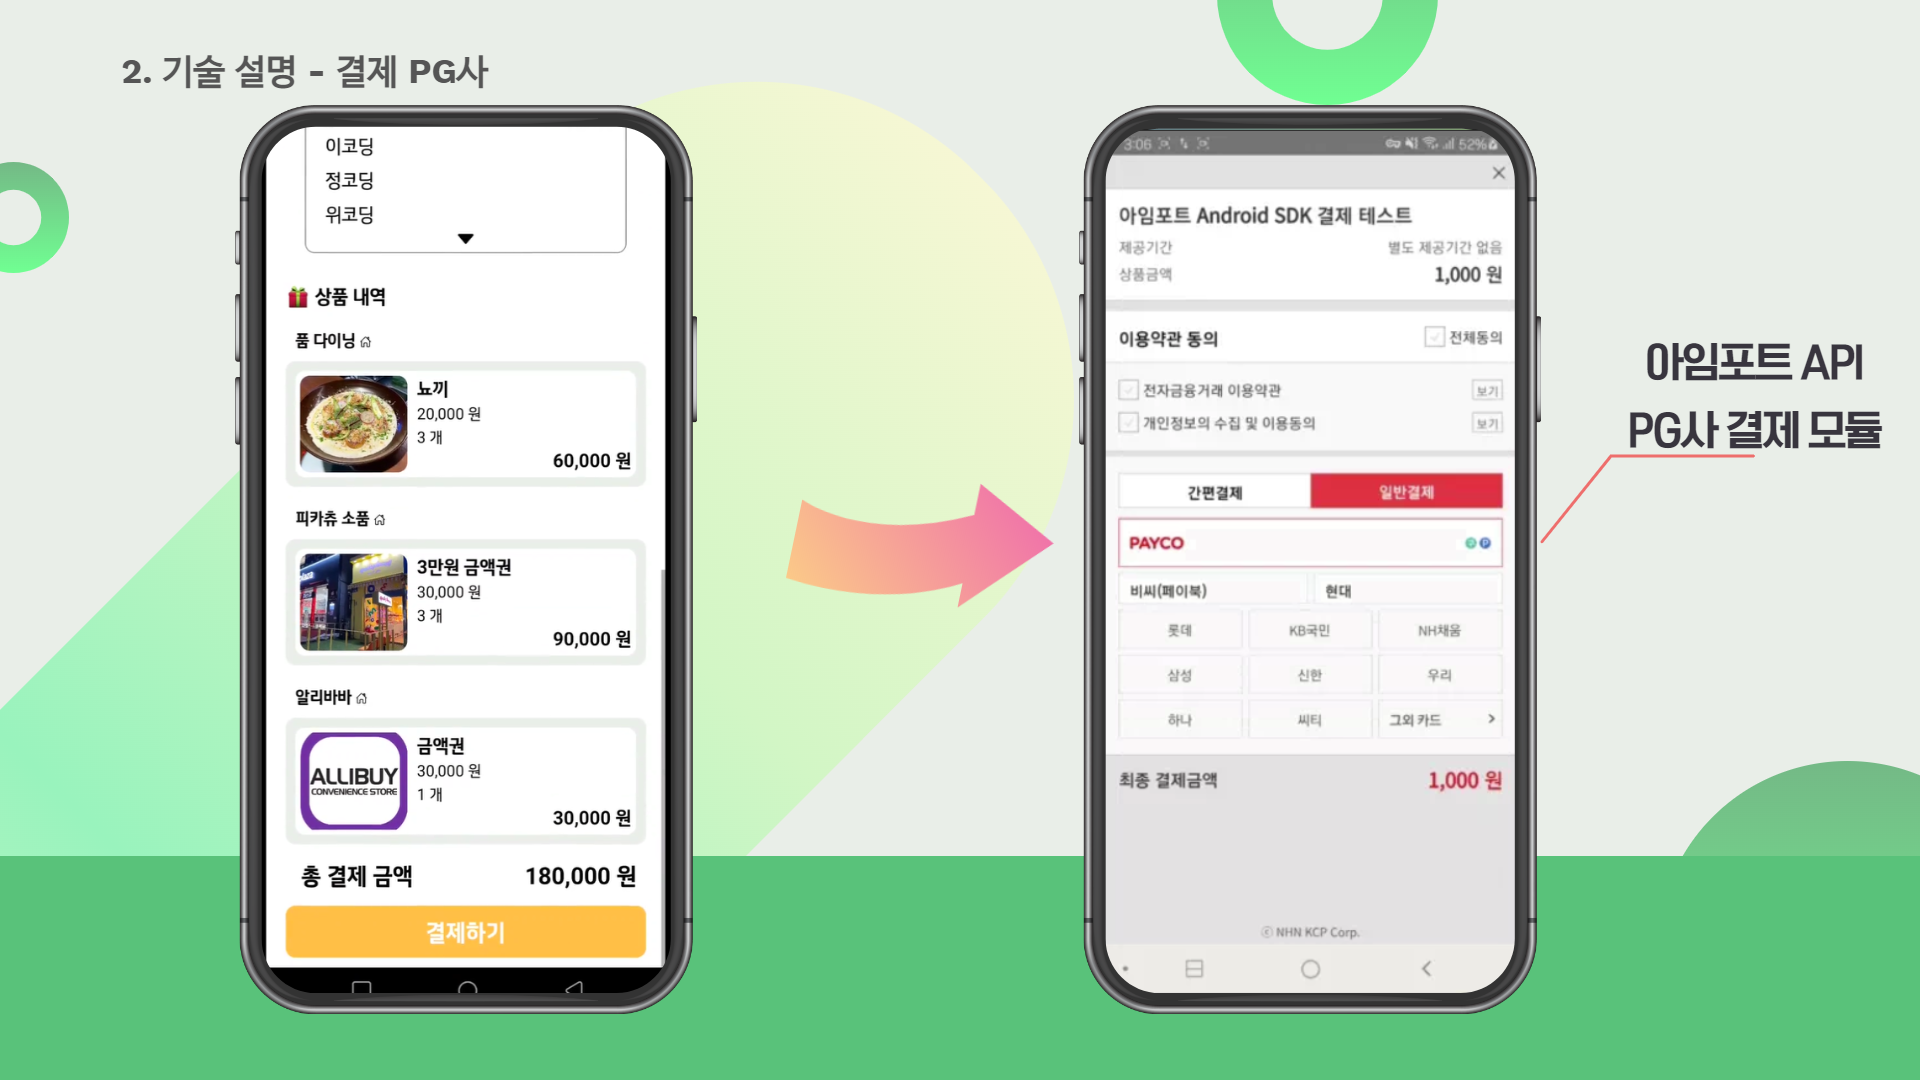 2. 기술 설명 - 결제 PG사
이코딩
정코딩
위코딩
상품 내역
품 다이닝
뇨끼
20,000 원
3 개
60,000 원
피카츄 소품
3만원 금액권
30,000 원
3 개
90,000 원
알리바바
ALLIBUY
CONVENIENCE STORE
금액권
30,000 원
1 개
30,000 원
총 결제 금액 180,000 원
결제하기
3:06 52%
아임포트 Android SDK 결제 테스트
제공기간 별도 제공기간 없음
상품금액 1,000 원
이용약관 동의 전체동의
전자금융거래 이용약관 보기
개인정보의 수집 및 이용동의 보기
간편결제 일반결제
PAYCO P
비씨(페이북) 현대
롯데 KB국민 NH채움
삼성 신한 우리
하나 씨티 그외 카드
최종 결제금액 1,000 원
ⓒ NHN KCP Corp.
아임포트 API
PG사 결제 모듈